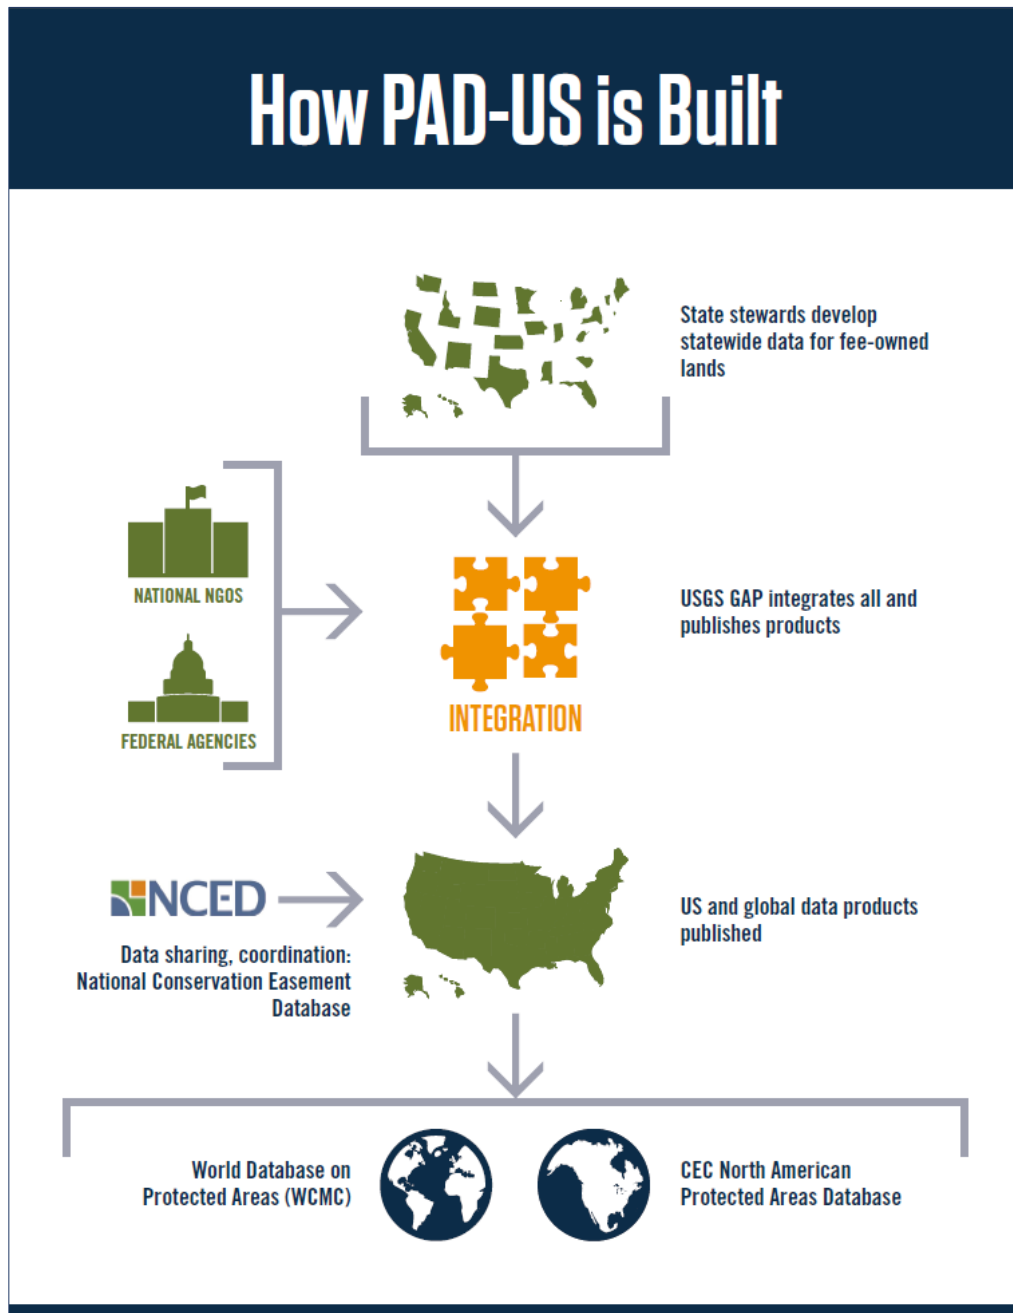 How PAD-US is Built
State stewards develop
statewide data for fee-owned
lands
NATIONAL NGOS
FEDERAL AGENCIES
USGS GAP integrates all and
publishes products
INTEGRATION
NCED
Data sharing, coordination:
National Conservation Easement
Database
US and global data products
published
World Database on
Protected Areas (WCMC)
CEC North American
Protected Areas Database